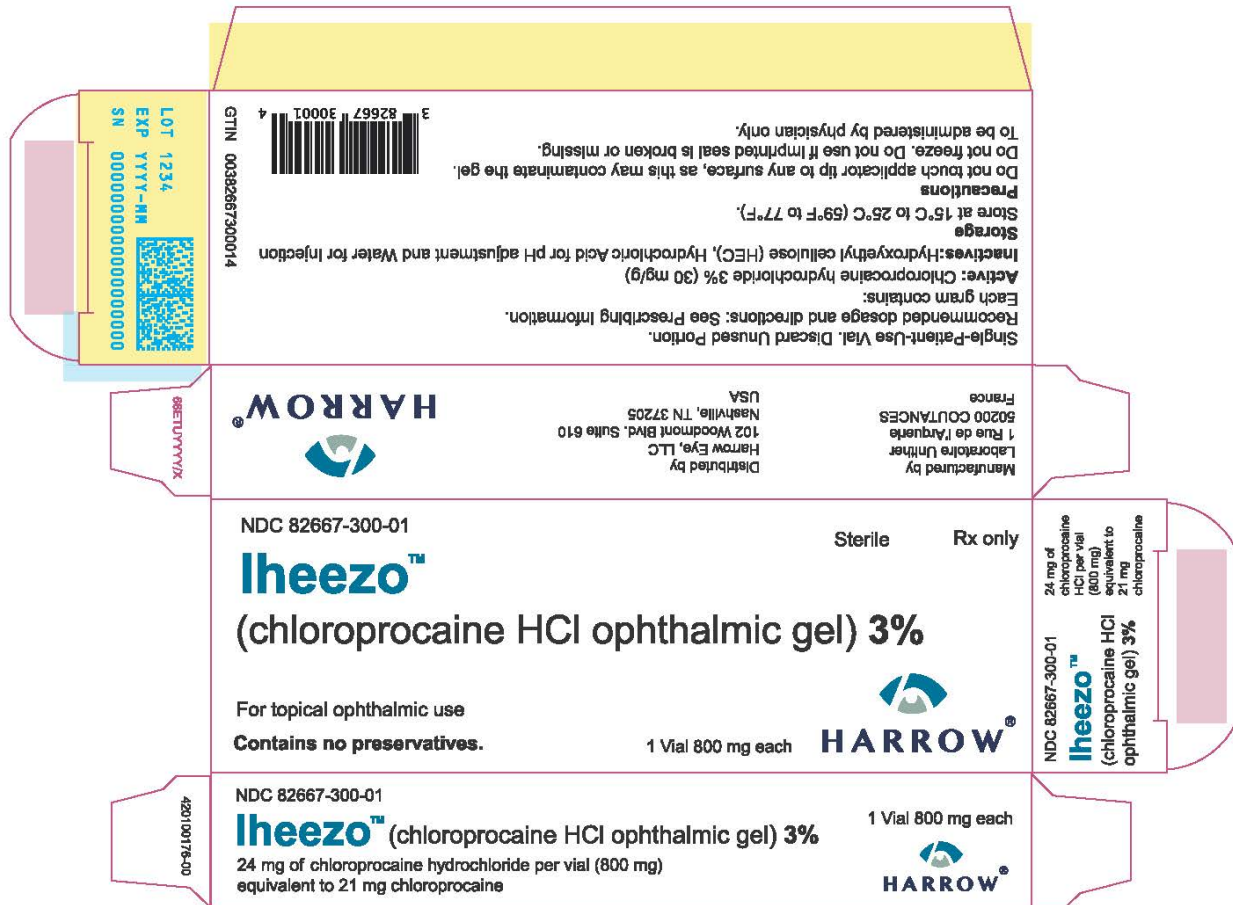 LOT 1234
EXP YYYY-MM
SN 00000000000000000000
GTIN 00382667300014
3 82667 30001 4
Single-Patient-Use Vial. Discard Unused Portion.
Recommended dosage and directions: See Prescribing Information.
Each gram contains:
Active: Chloroprocaine hydrochloride 3% (30 mg/g)
Inactives:Hydroxyethyl cellulose (HEC), Hydrochloric Acid for pH adjustment and Water for Injection
Storage
Store at 15°C to 25°C (59°F to 77°F).
Precautions
Do not touch applicator tip to any surface, as this may contaminate the gel.
Do not freeze. Do not use if imprinted seal is broken or missing.
To be administered by physician only.
66ETUYYYY/X
Manufactured by
Laboratoire Unither
1 Rue de l'Arquerie
50200 COUTANCES
France
Distributed by
Harrow Eye, LLC
102 Woodmont Blvd. Suite 610
Nashville, TN 37205
USA
HARROW®
NDC 82667-300-01
Sterile Rx only
Iheezo™
(chloroprocaine HCl ophthalmic gel) 3%
For topical ophthalmic use
Contains no preservatives.
1 Vial 800 mg each
HARROW®
NDC 82667-300-01
Iheezo™
(chloroprocaine HCl
ophthalmic gel) 3%
24 mg of
chloroprocaine
HCl per vial
(800 mg)
equivalent to
21 mg
chloroprocaine
420100176-00
NDC 82667-300-01
Iheezo™ (chloroprocaine HCl ophthalmic gel) 3%
24 mg of chloroprocaine hydrochloride per vial (800 mg)
equivalent to 21 mg chloroprocaine
1 Vial 800 mg each
HARROW®